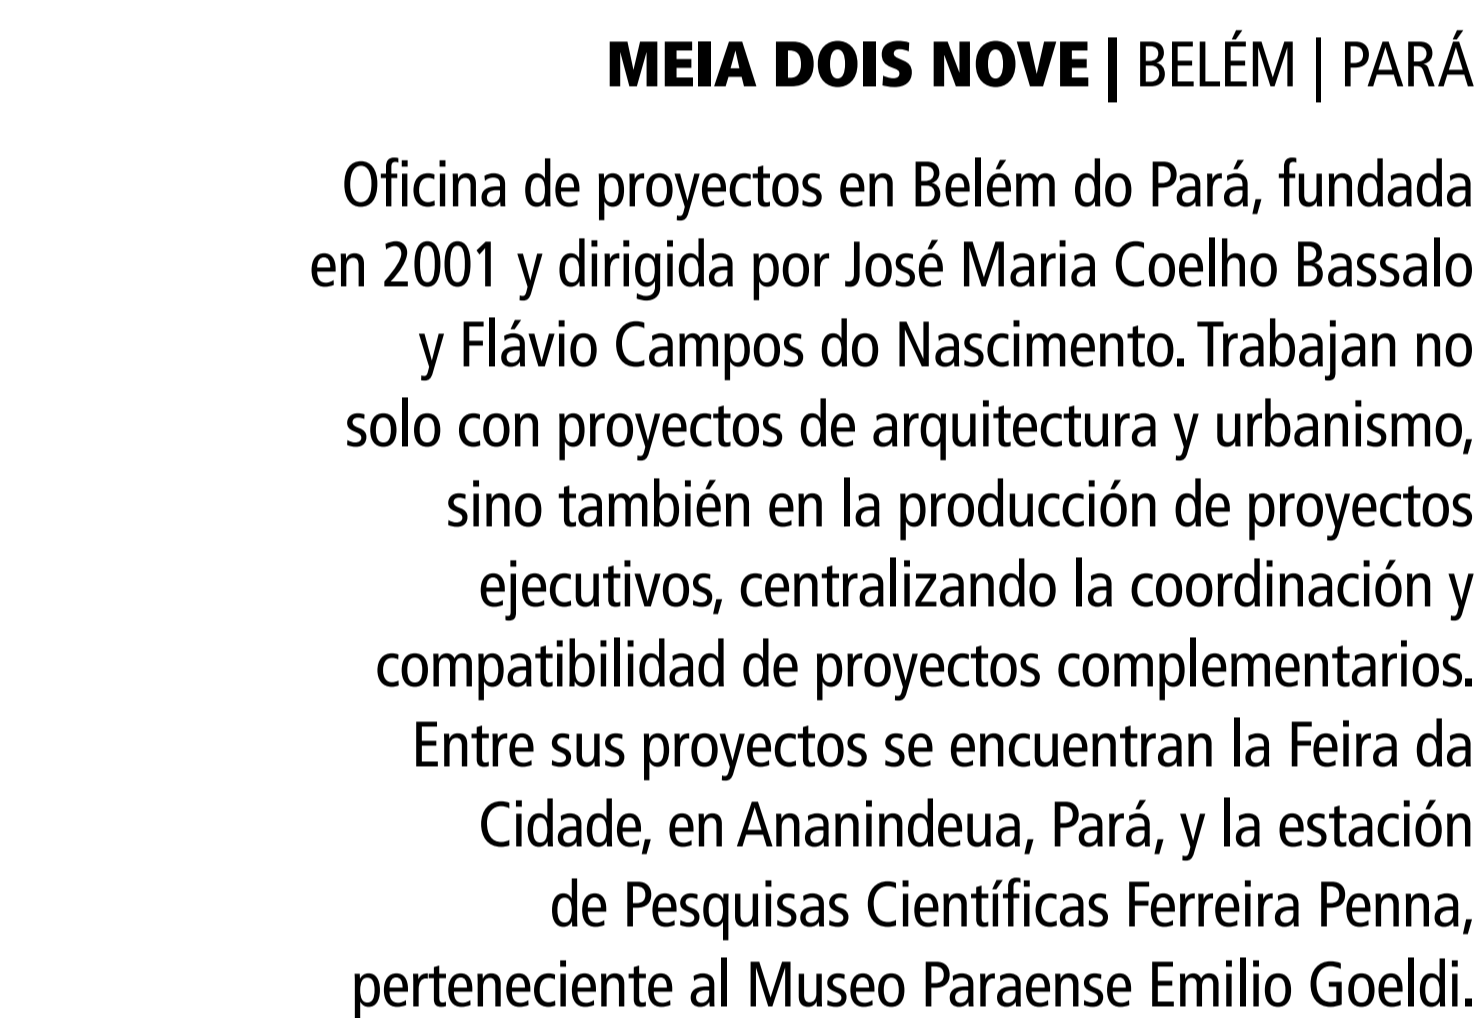 MEIA DOIS NOVE | BELÉM | PARÁ
Oficina de proyectos en Belém do Pará, fundada
en 2001 y dirigida por José Maria Coelho Bassalo
y Flávio Campos do Nascimento. Trabajan no
solo con proyectos de arquitectura y urbanismo,
sino también en la producción de proyectos
ejecutivos, centralizando la coordinación y
compatibilidad de proyectos complementarios.
Entre sus proyectos se encuentran la Feira da
Cidade, en Ananindeua, Pará, y la estación
de Pesquisas Científicas Ferreira Penna,
perteneciente al Museo Paraense Emilio Goeldi.